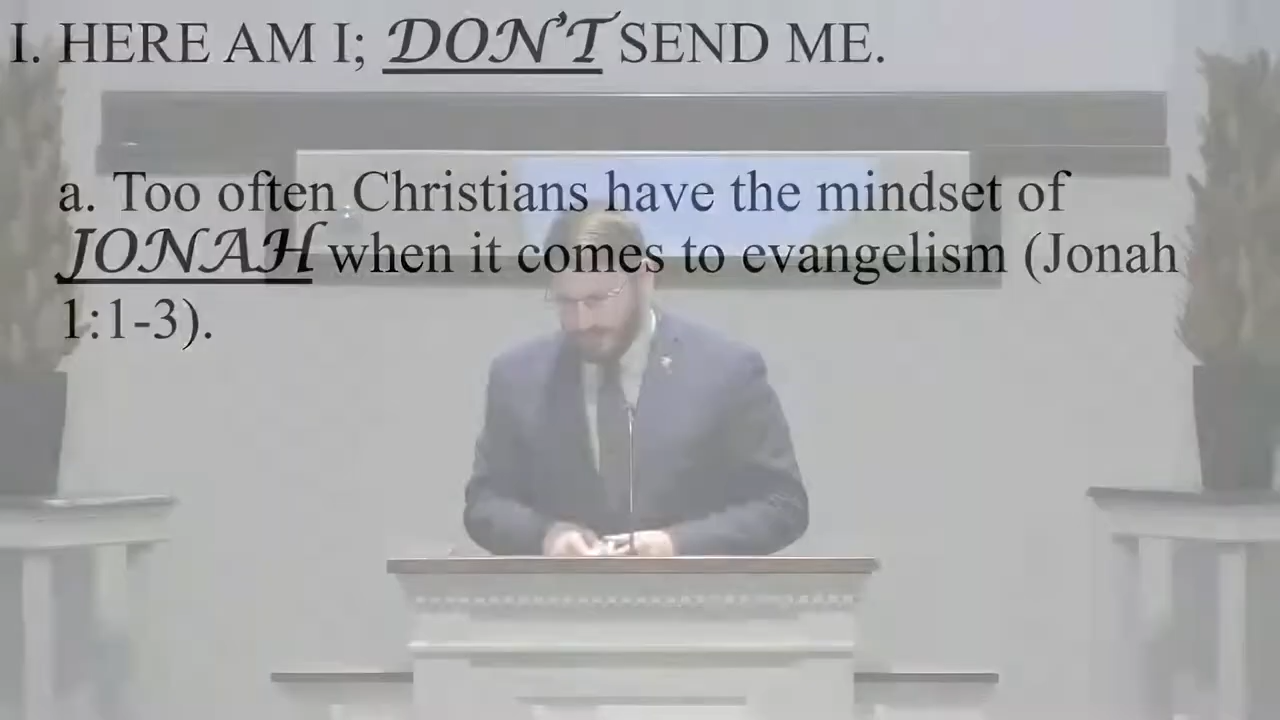 I. HERE AM I; DON'T SEND ME.
a. Too often Christians have the mindset of
JONAH when it comes to evangelism (Jonah
1:1-3).